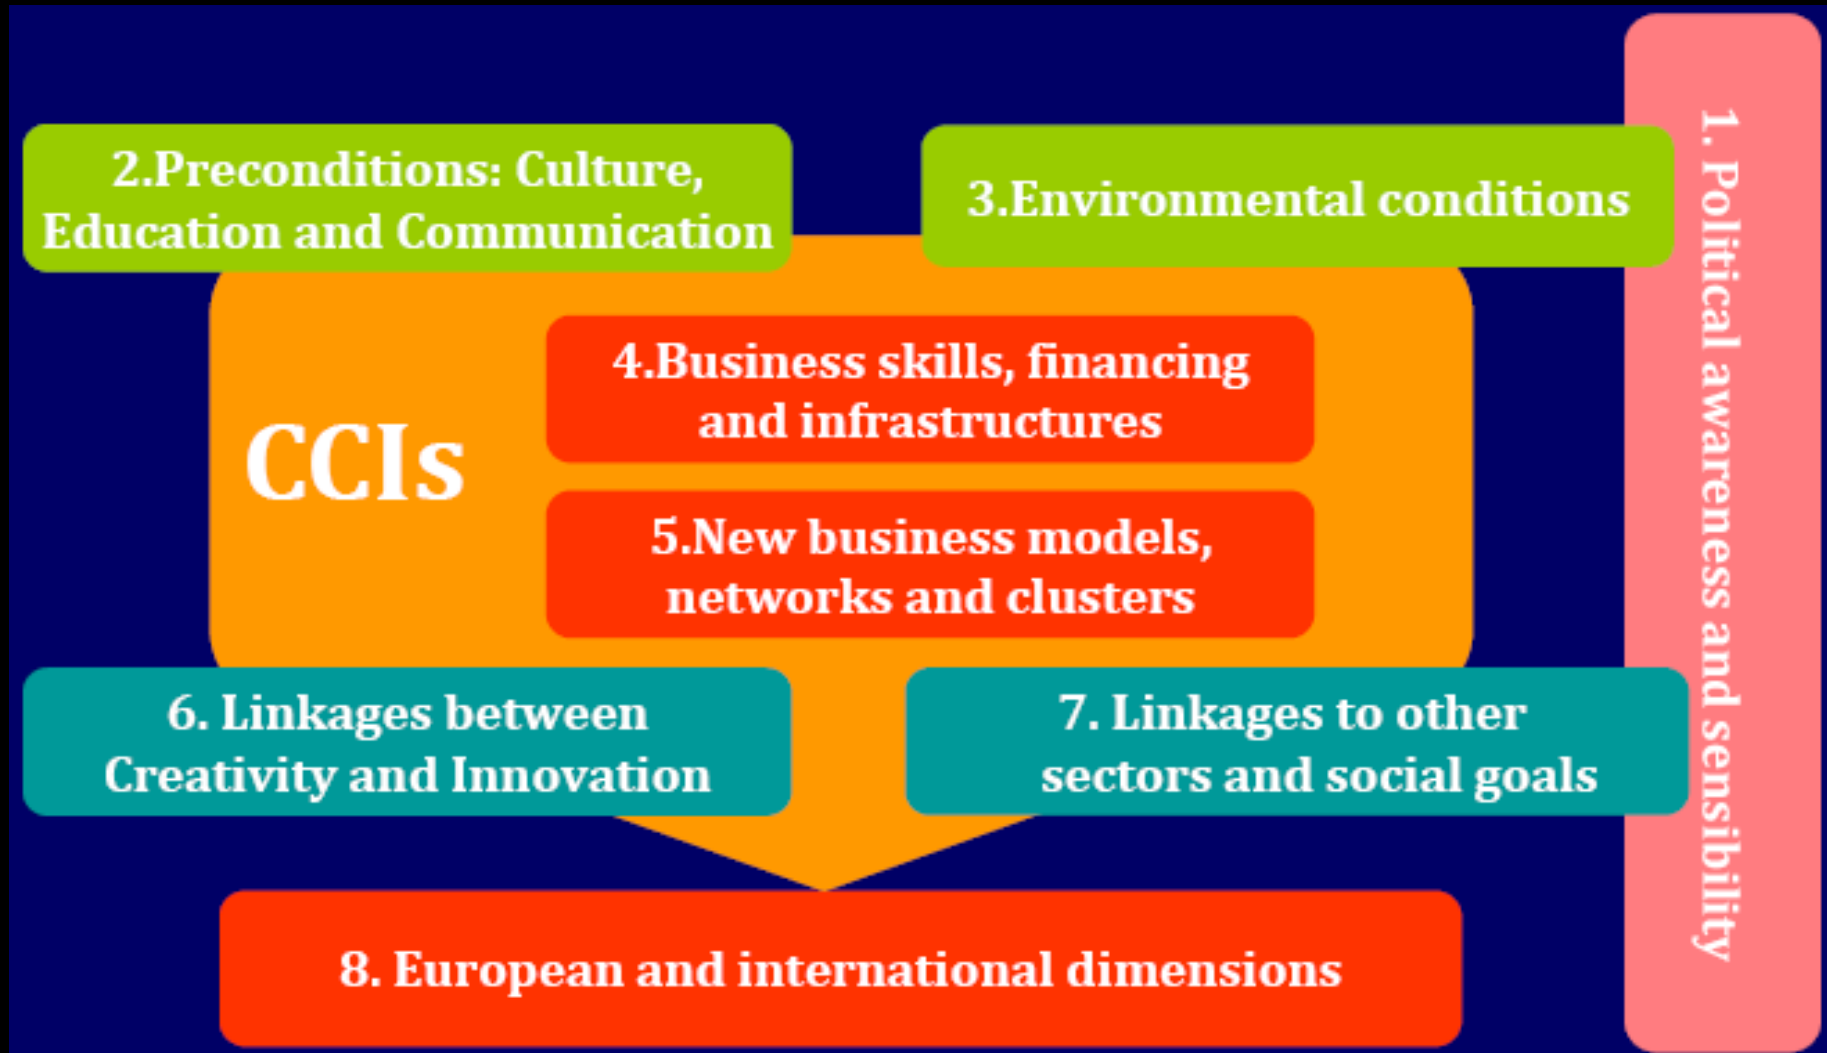 2.Preconditions: Culture,
Education and Communication
3.Environmental conditions
1. Political awareness and sensibility
CCIs
4.Business skills, financing
and infrastructures
5.New business models,
networks and clusters
6. Linkages between
Creativity and Innovation
7. Linkages to other
sectors and social goals
8. European and international dimensions